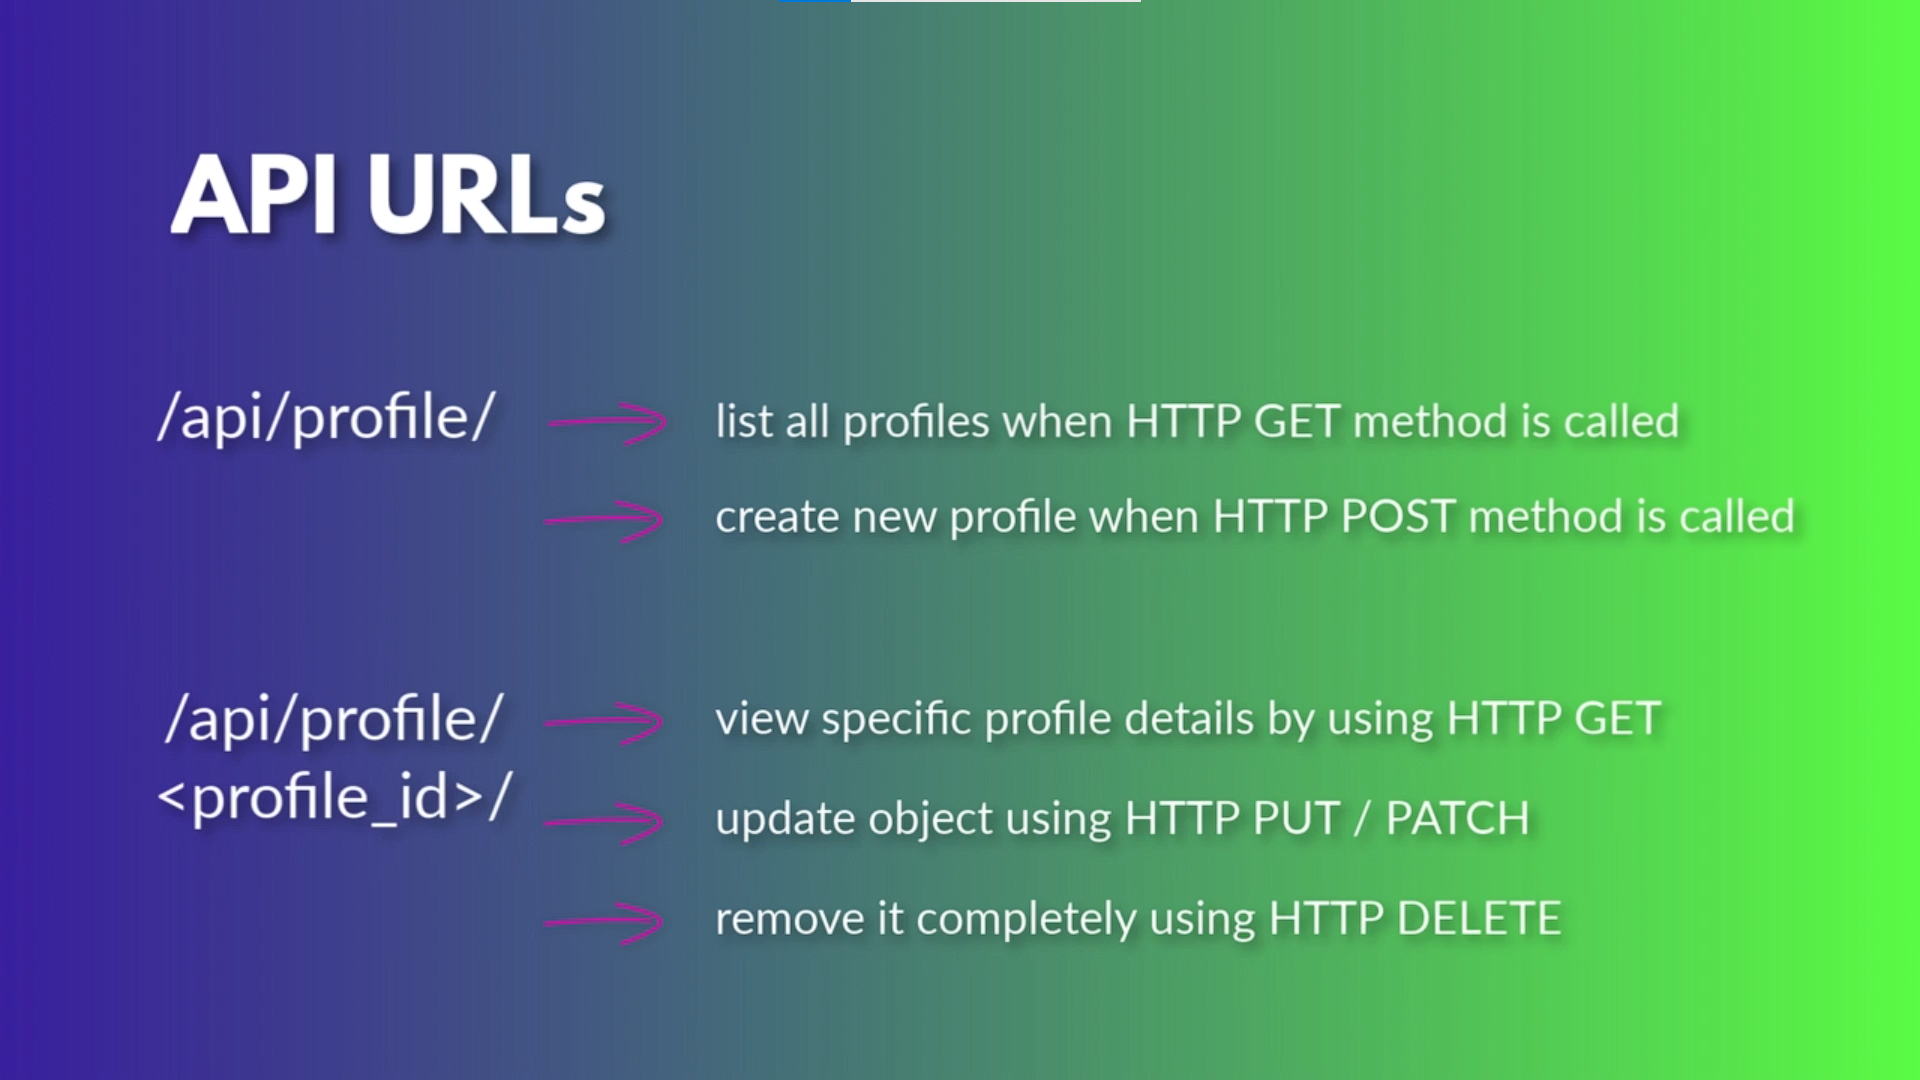 API URLs
/api/profile/
list all profiles when HTTP GET method is called
create new profile when HTTP POST method is called
/api/profile/
<profile_id>/
view specific profile details by using HTTP GET
update object using HTTP PUT / PATCH
remove it completely using HTTP DELETE